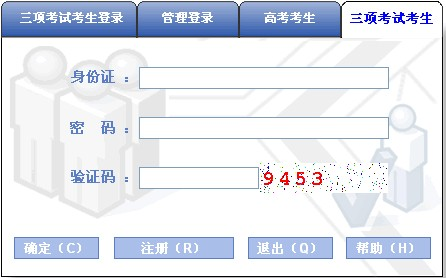 三项考试考生登录 管理登录 高考考生 三项考试考生
身份证 ：
密 码 ：
验证码 ： 9453
确定（C） 注册（R） 退出（Q） 帮助（H）